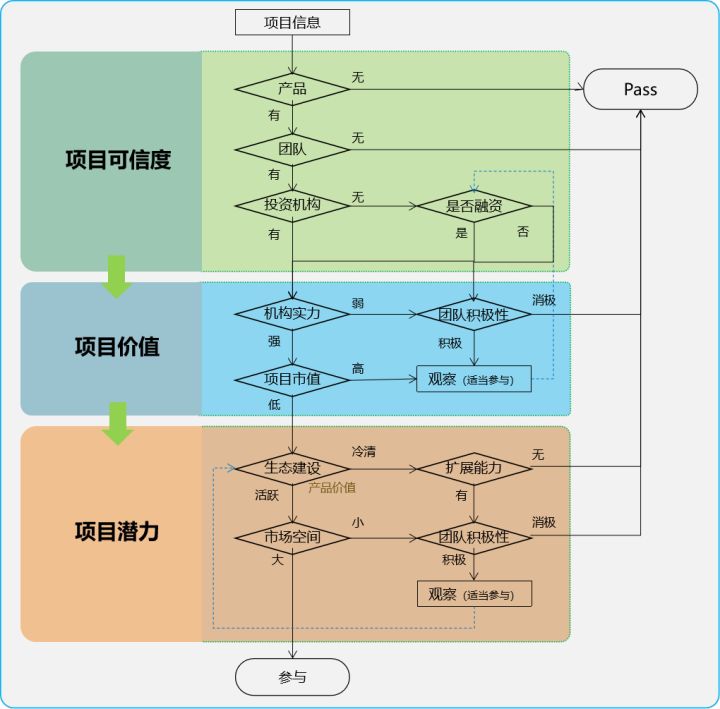 项目信息
项目可信度
产品
无
Pass
有
团队
无
有
投资机构
无
是否融资
有
是
否
项目价值
机构实力
弱
团队积极性
消极
强
积极
项目市值
高
观察（适当参与）
低
项目潜力
生态建设
冷清
扩展能力
无
活跃
产品价值
有
市场空间
小
团队积极性
消极
大
积极
观察（适当参与）
参与